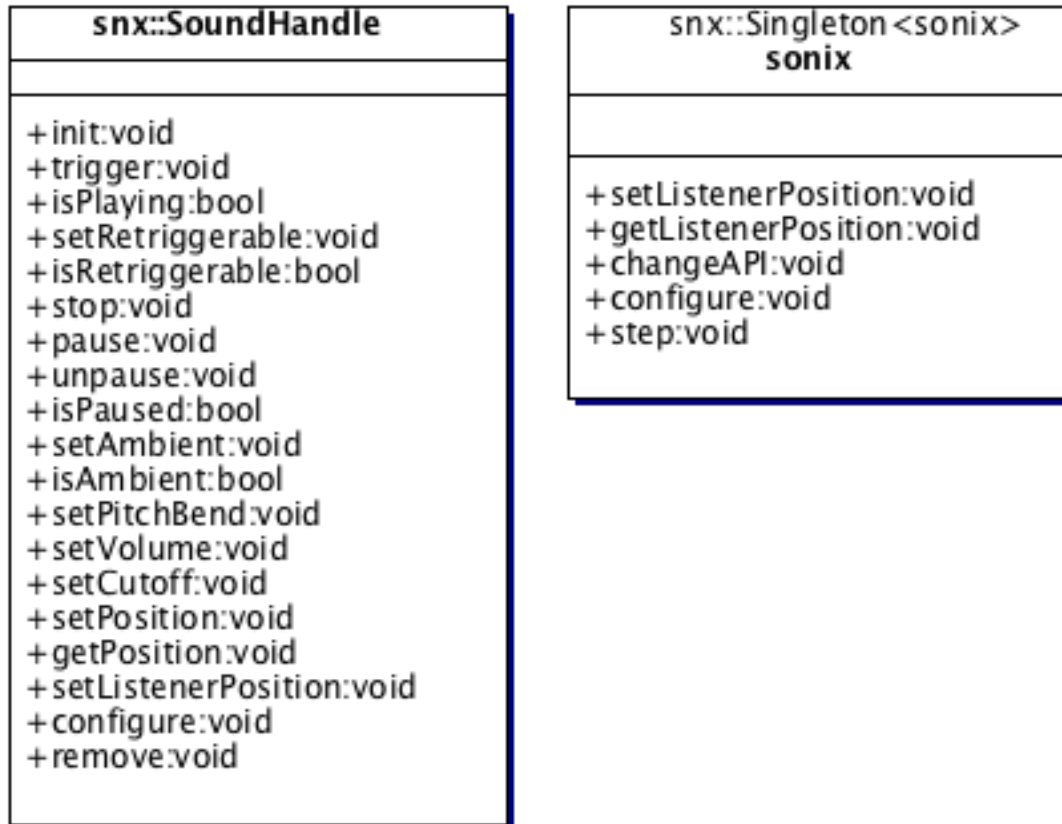 snx::SoundHandle
+init:void
+trigger:void
+isPlaying:bool
+setRetriggerable:void
+isRetriggerable:bool
+stop:void
+pause:void
+unpause:void
+isPaused:bool
+setAmbient:void
+isAmbient:bool
+setPitchBend:void
+setVolume:void
+setCutoff:void
+setPosition:void
+getPosition:void
+setListenerPosition:void
+configure:void
+remove:void
snx::Singleton<sonix>
sonix
+setListenerPosition:void
+getListenerPosition:void
+changeAPI:void
+configure:void
+step:void